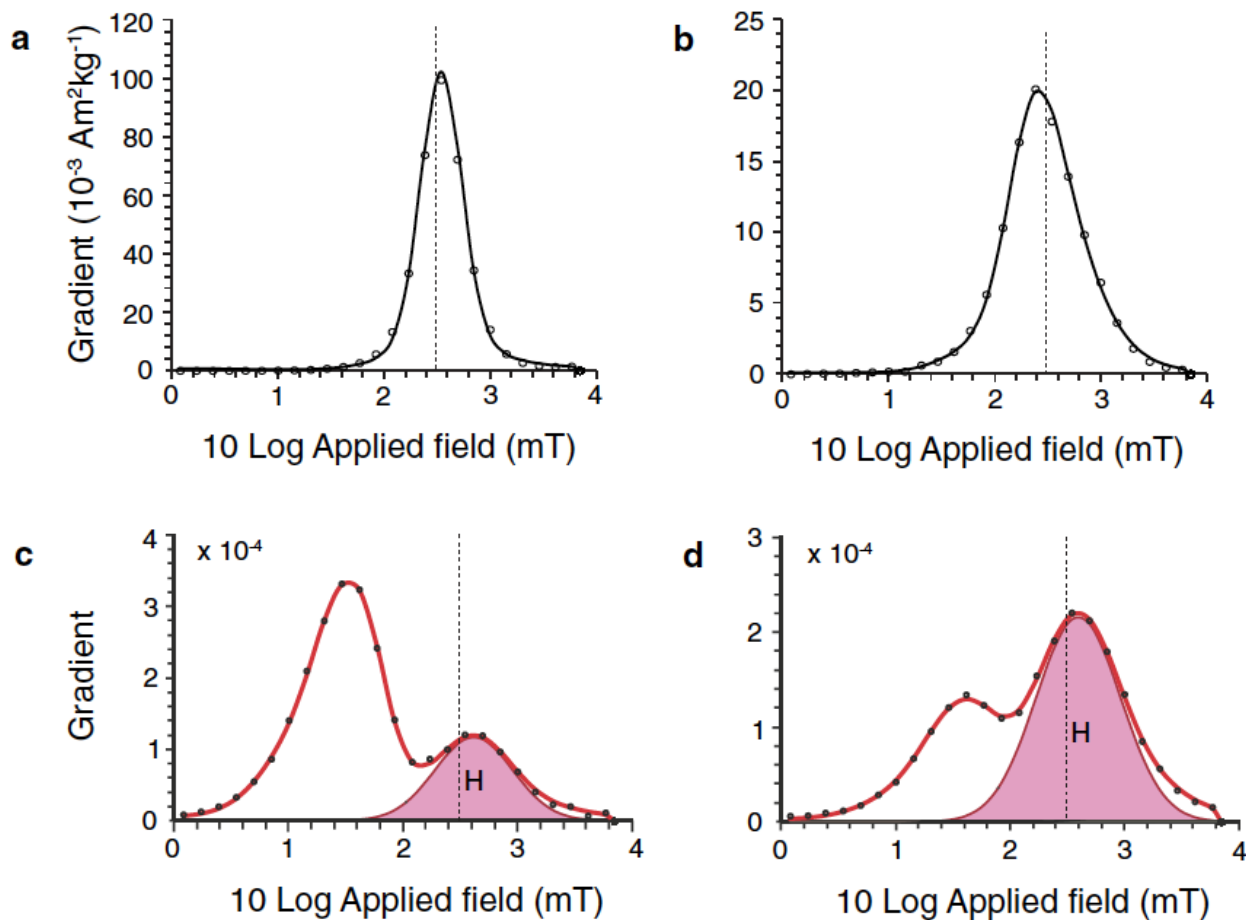 a
120
100
80
60
40
20
0
Gradient (10⁻³ Am²kg⁻¹)
0 1 2 3 4
10 Log Applied field (mT)
b
25
20
15
10
5
0
0 1 2 3 4
10 Log Applied field (mT)
c
4
3
2
1
0
x 10⁻⁴
Gradient
H
0 1 2 3 4
10 Log Applied field (mT)
d
3
2
1
0
x 10⁻⁴
H
0 1 2 3 4
10 Log Applied field (mT)